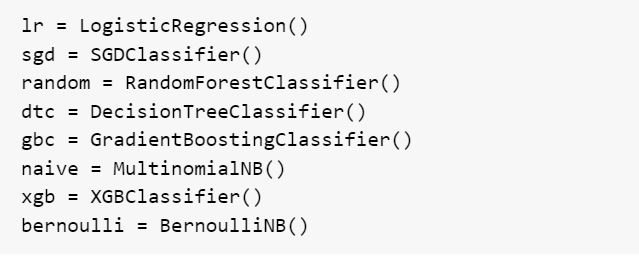 lr = LogisticRegression()
sgd = SGDClassifier()
random = RandomForestClassifier()
dtc = DecisionTreeClassifier()
gbc = GradientBoostingClassifier()
naive = MultinomialNB()
xgb = XGBClassifier()
bernoulli = BernoulliNB()